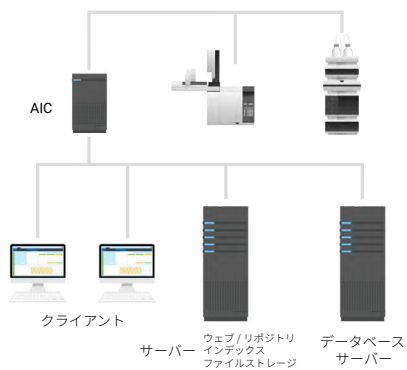 AIC
クライアント
サーバー
ウェブ / リポジトリ
インデックス
ファイルストレージ
データベース
サーバー